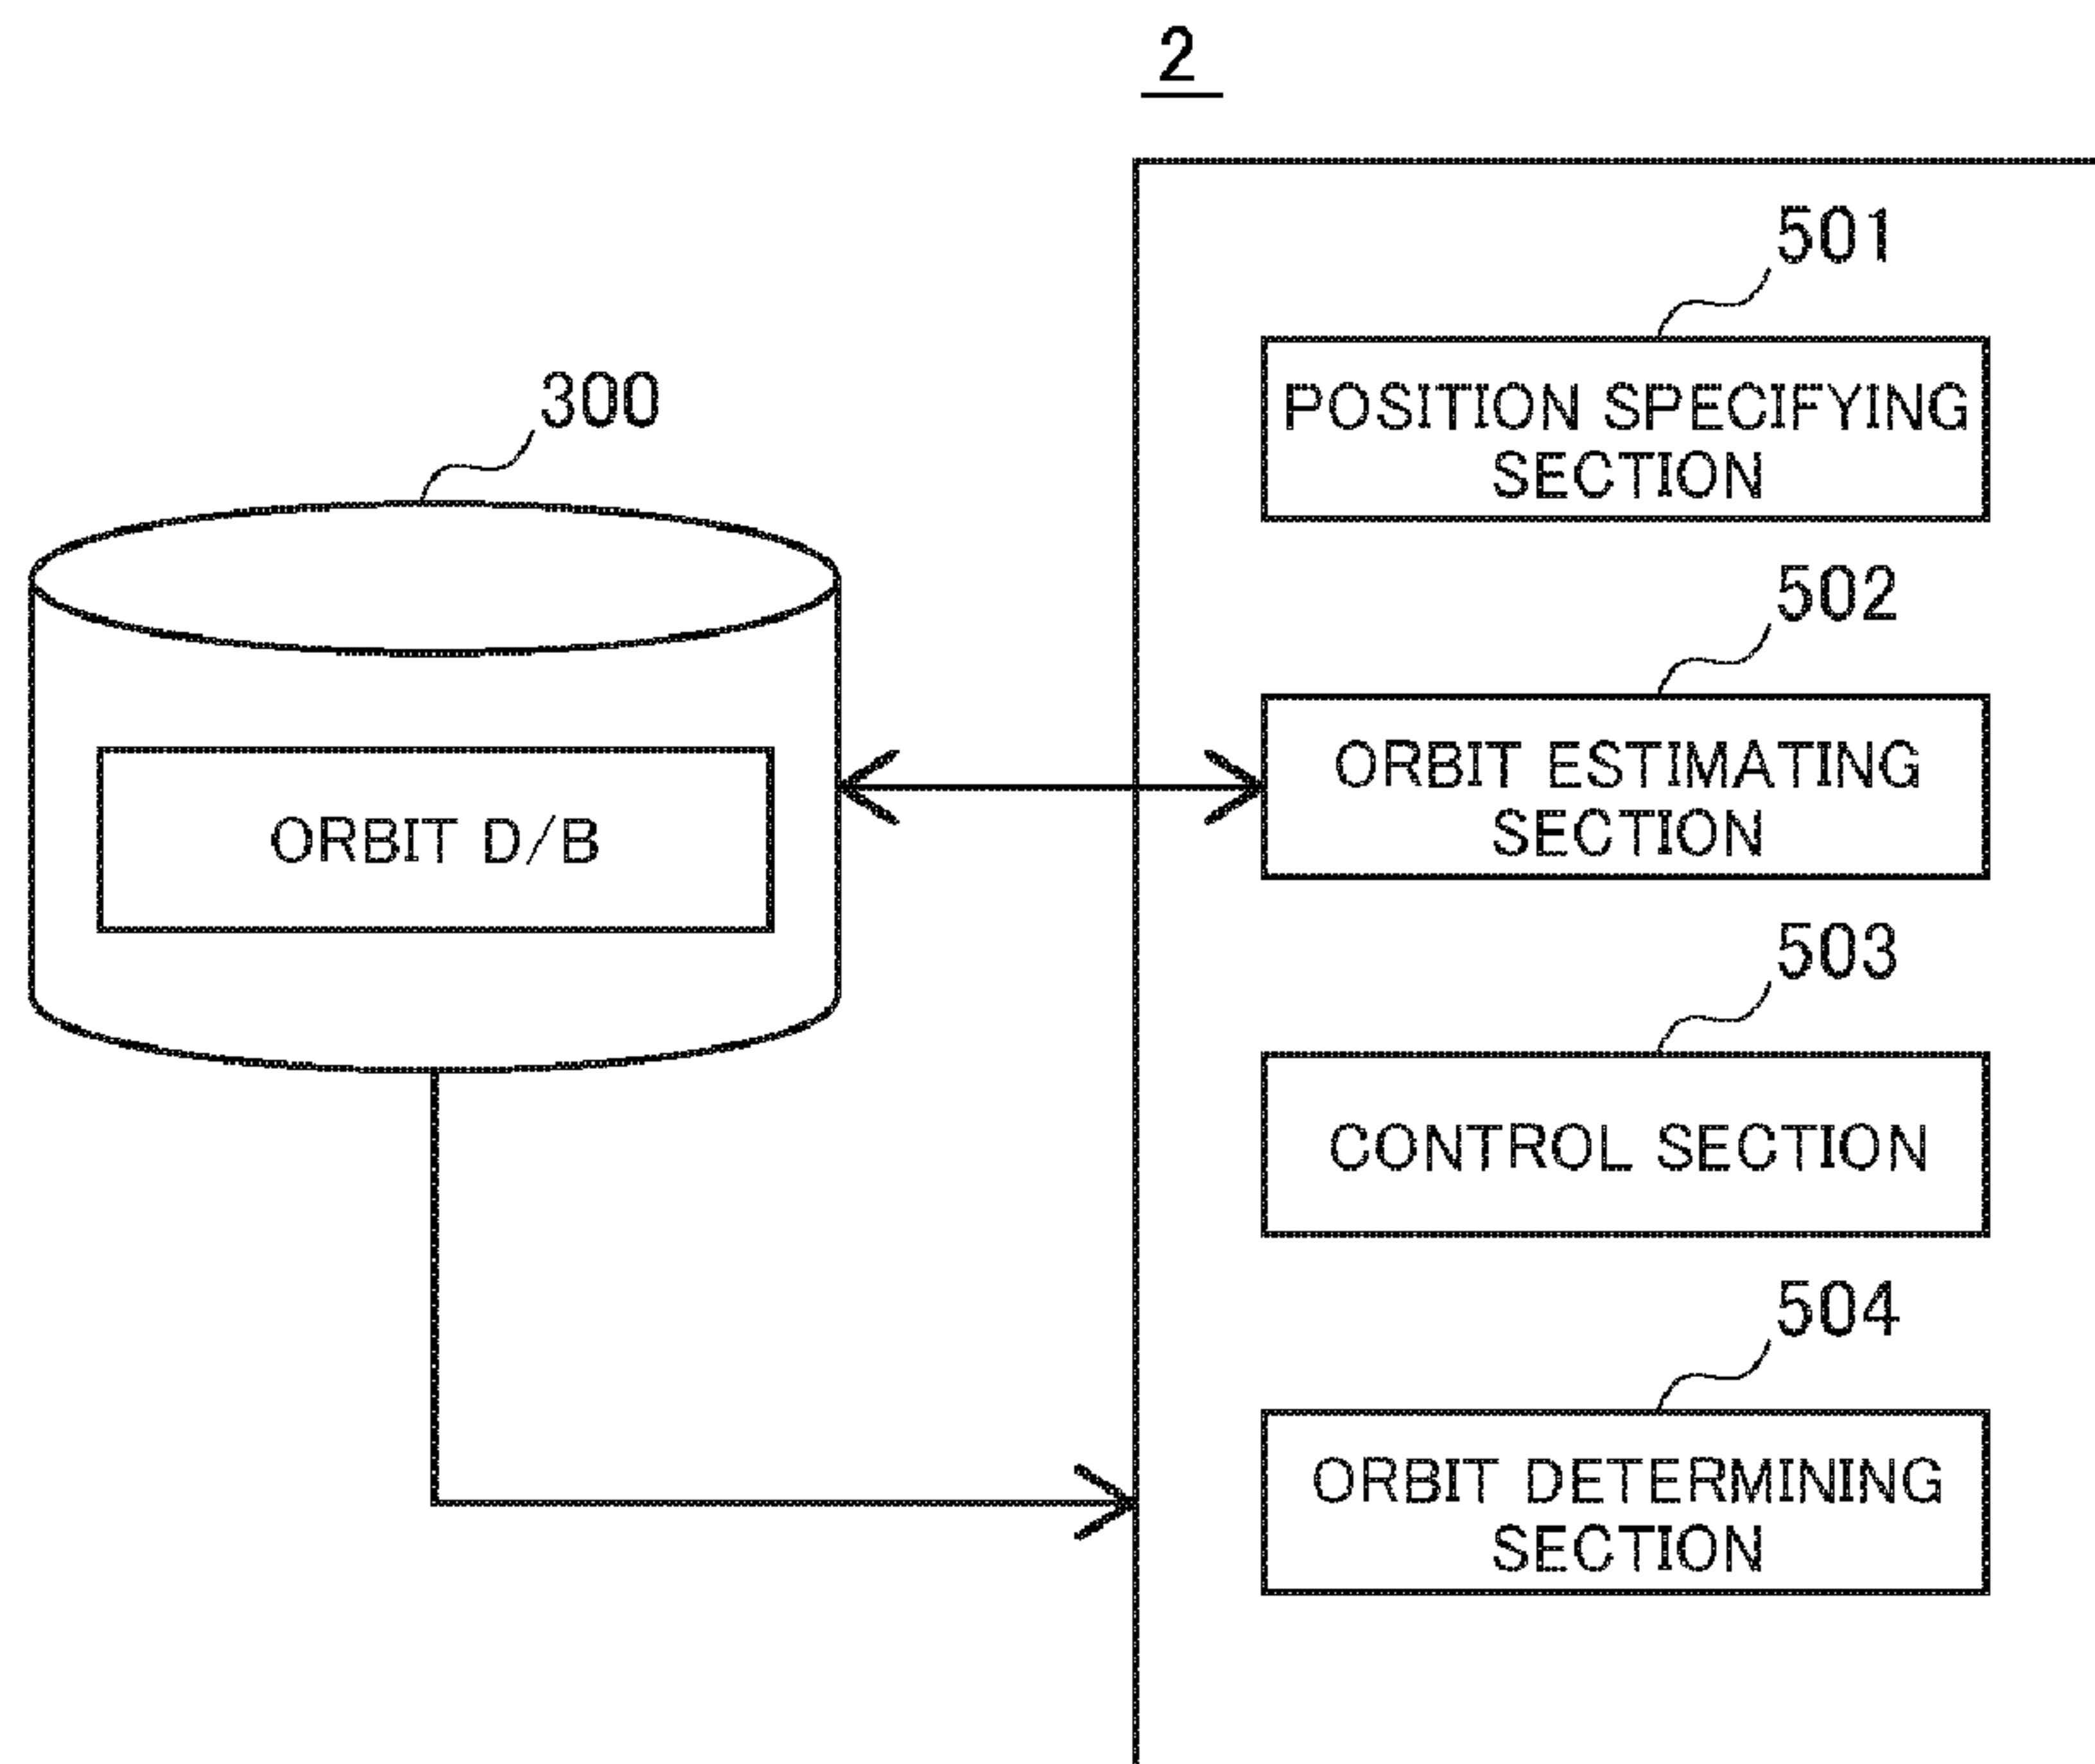 2
501
POSITION SPECIFYING
SECTION
300
502
ORBIT ESTIMATING
SECTION
ORBIT D/B
503
CONTROL SECTION
504
ORBIT DETERMINING
SECTION